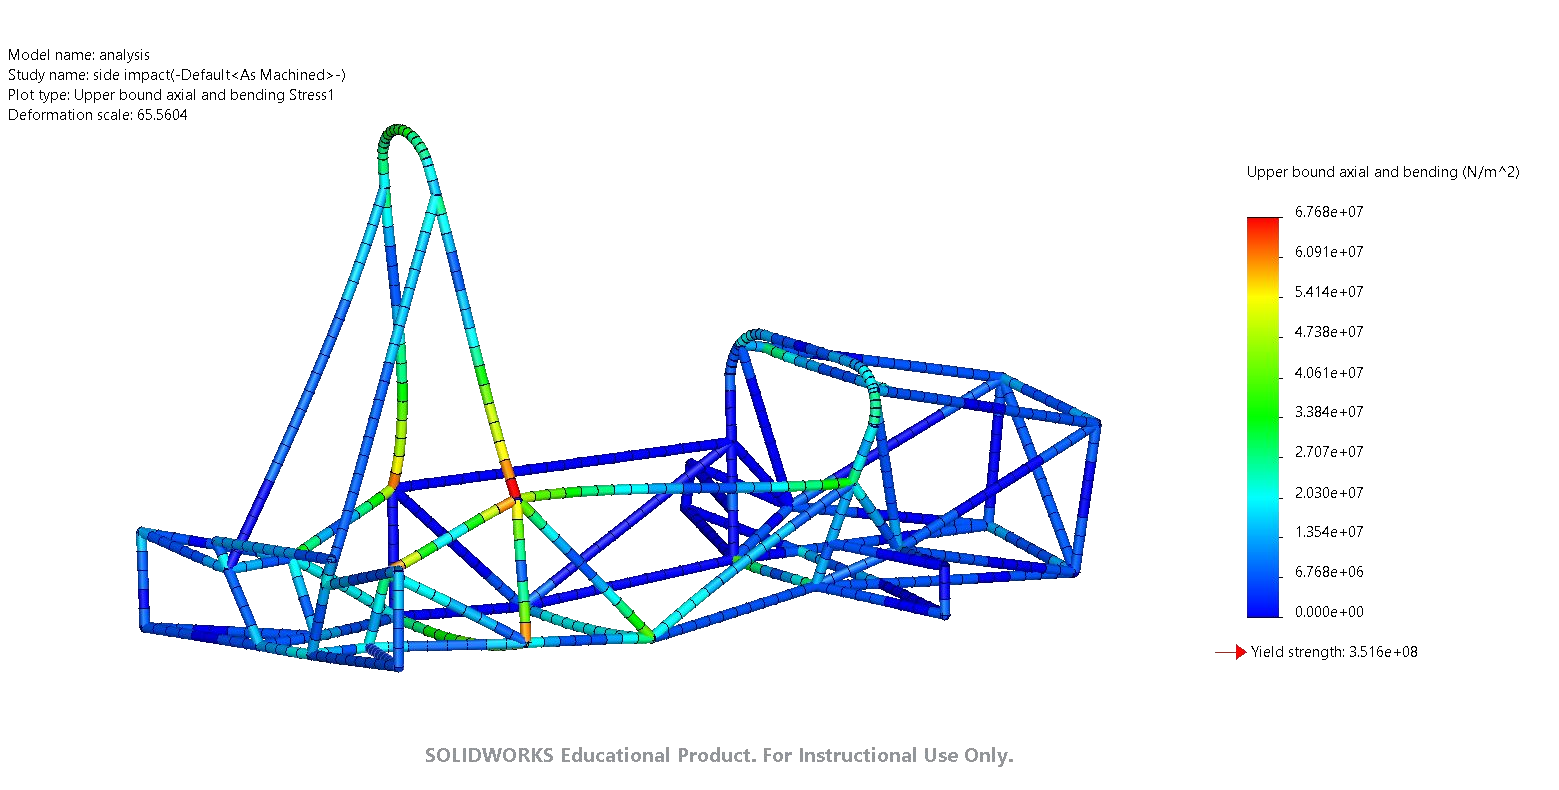 Model name: analysis
Study name: side impact(-Default<As Machined>-)
Plot type: Upper bound axial and bending Stress1
Deformation scale: 65.5604
Upper bound axial and bending (N/m^2)
6.768e+07
6.091e+07
5.414e+07
4.738e+07
4.061e+07
3.384e+07
2.707e+07
2.030e+07
1.354e+07
6.768e+06
0.000e+00
Yield strength: 3.516e+08
SOLIDWORKS Educational Product. For Instructional Use Only.